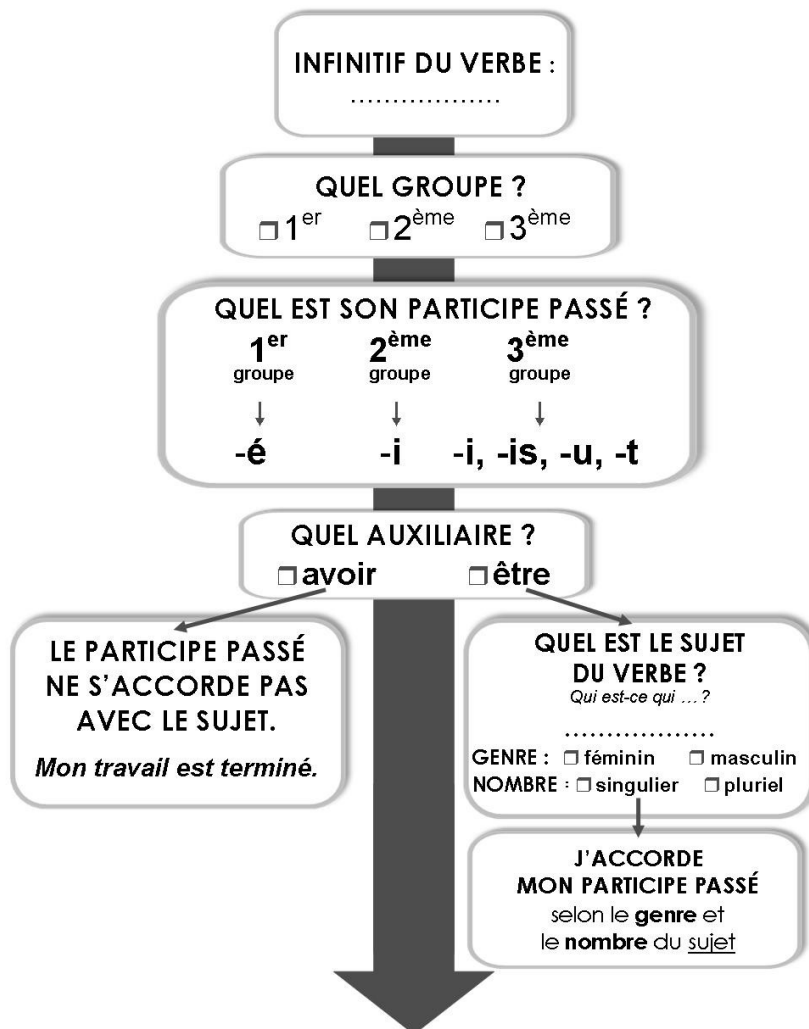 INFINITIF DU VERBE :
..................
QUEL GROUPE ?
❒ 1er ❒ 2ème ❒ 3ème
QUEL EST SON PARTICIPE PASSÉ ?
1er 2ème 3ème
groupe groupe groupe
-é -i -i, -is, -u, -t
QUEL AUXILIAIRE ?
❒ avoir ❒ être
LE PARTICIPE PASSÉ
NE S’ACCORDE PAS
AVEC LE SUJET.
Mon travail est terminé.
QUEL EST LE SUJET
DU VERBE ?
Qui est-ce qui ... ?
..................
GENRE : ❒ féminin ❒ masculin
NOMBRE : ❒ singulier ❒ pluriel
J’ACCORDE
MON PARTICIPE PASSÉ
selon le genre et
le nombre du sujet